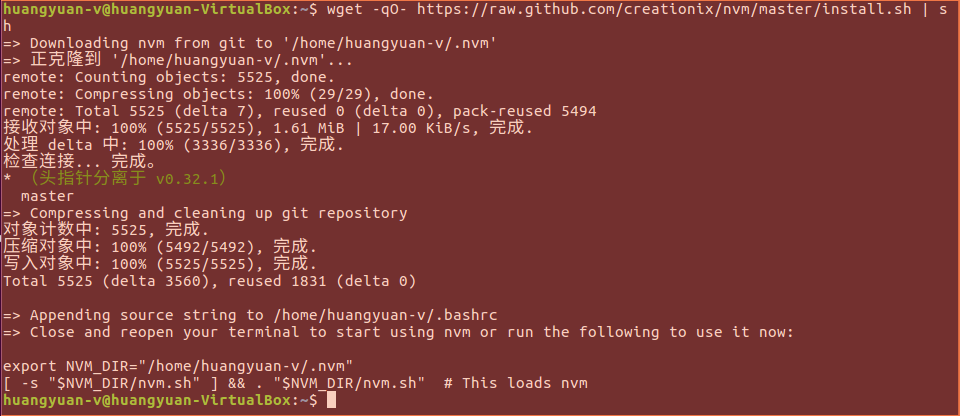 huangyuan-v@huangyuan-VirtualBox:~$ wget -qO- https://raw.github.com/creationix/nvm/master/install.sh | s
h
=> Downloading nvm from git to '/home/huangyuan-v/.nvm'
=> 正克隆到 '/home/huangyuan-v/.nvm'...
remote: Counting objects: 5525, done.
remote: Compressing objects: 100% (29/29), done.
remote: Total 5525 (delta 7), reused 0 (delta 0), pack-reused 5494
接收对象中: 100% (5525/5525), 1.61 MiB | 17.00 KiB/s, 完成.
处理 delta 中: 100% (3336/3336), 完成.
检查连接... 完成。
* （头指针分离于 v0.32.1）
  master
=> Compressing and cleaning up git repository
对象计数中: 5525, 完成.
压缩对象中: 100% (5492/5492), 完成.
写入对象中: 100% (5525/5525), 完成.
Total 5525 (delta 3560), reused 1831 (delta 0)
=> Appending source string to /home/huangyuan-v/.bashrc
=> Close and reopen your terminal to start using nvm or run the following to use it now:
export NVM_DIR="/home/huangyuan-v/.nvm"
[ -s "$NVM_DIR/nvm.sh" ] && . "$NVM_DIR/nvm.sh"  # This loads nvm
huangyuan-v@huangyuan-VirtualBox:~$